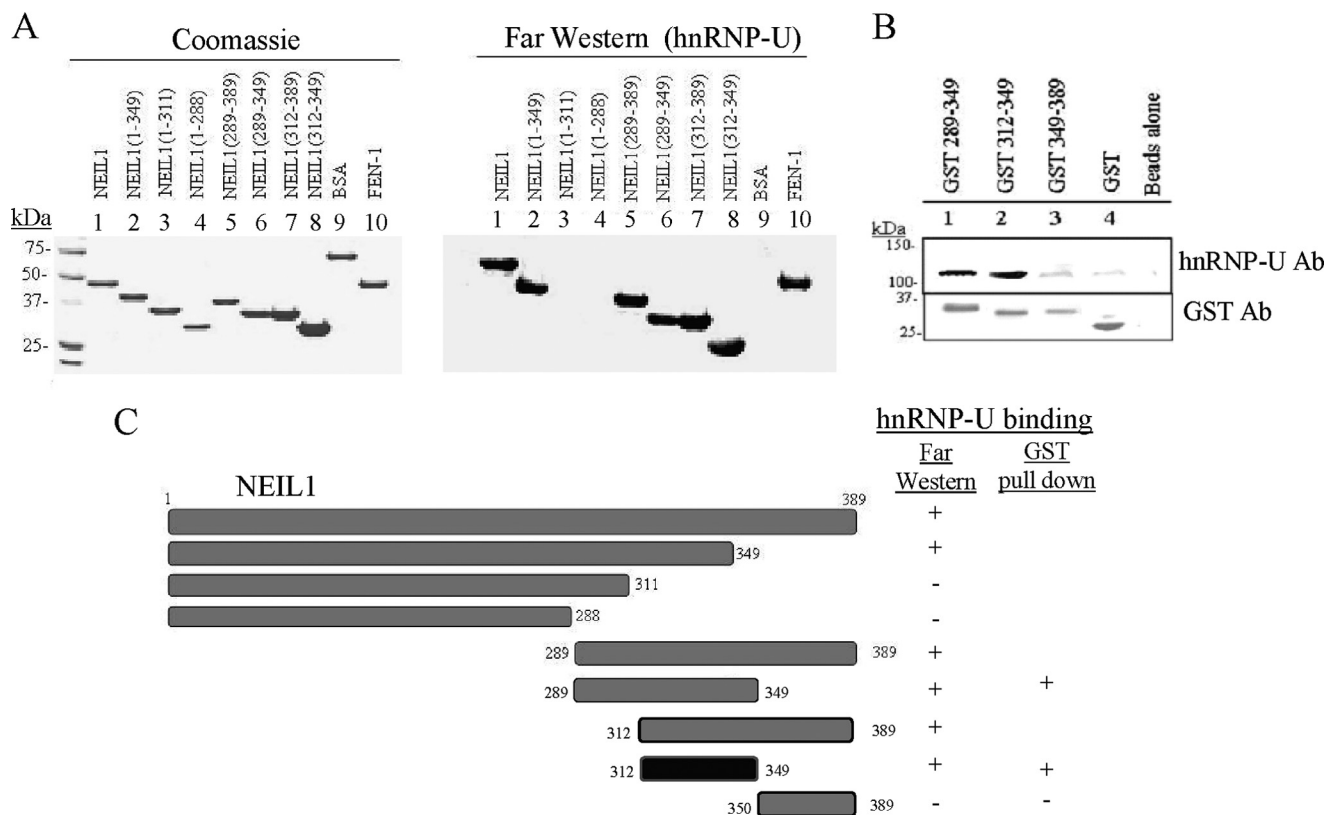 A
Coomassie
NEIL1
NEIL1(1-349)
NEIL1(1-311)
NEIL1(1-288)
NEIL1(289-389)
NEIL1(289-349)
NEIL1(312-389)
NEIL1(312-349)
BSA
FEN-1
kDa 1 2 3 4 5 6 7 8 9 10
75-
50-
37-
25-
Far Western (hnRNP-U)
NEIL1
NEIL1(1-349)
NEIL1(1-311)
NEIL1(1-288)
NEIL1(289-389)
NEIL1(289-349)
NEIL1(312-389)
NEIL1(312-349)
BSA
FEN-1
1 2 3 4 5 6 7 8 9 10
B
GST 289-349
GST 312-349
GST 349-389
GST
Beads alone
1 2 3 4
kDa
150-
100-
hnRNP-U Ab
37-
25-
GST Ab
C
hnRNP-U binding
Far Western
GST pull down
NEIL1
1 389 +
349 +
311 -
288 -
289 389 +
289 349 + +
312 389 +
312 349 + +
350 389 - -